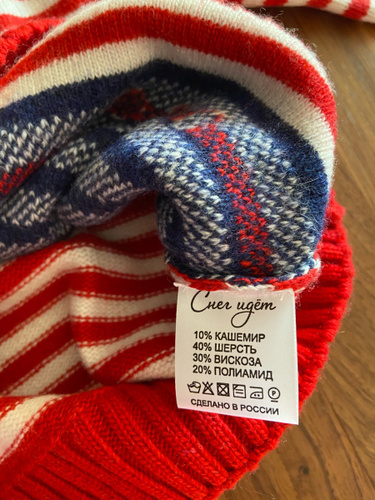 Снег идёт
10% КАШЕМИР
40% ШЕРСТЬ
30% ВИСКОЗА
20% ПОЛИАМИД
СДЕЛАНО В РОССИИ